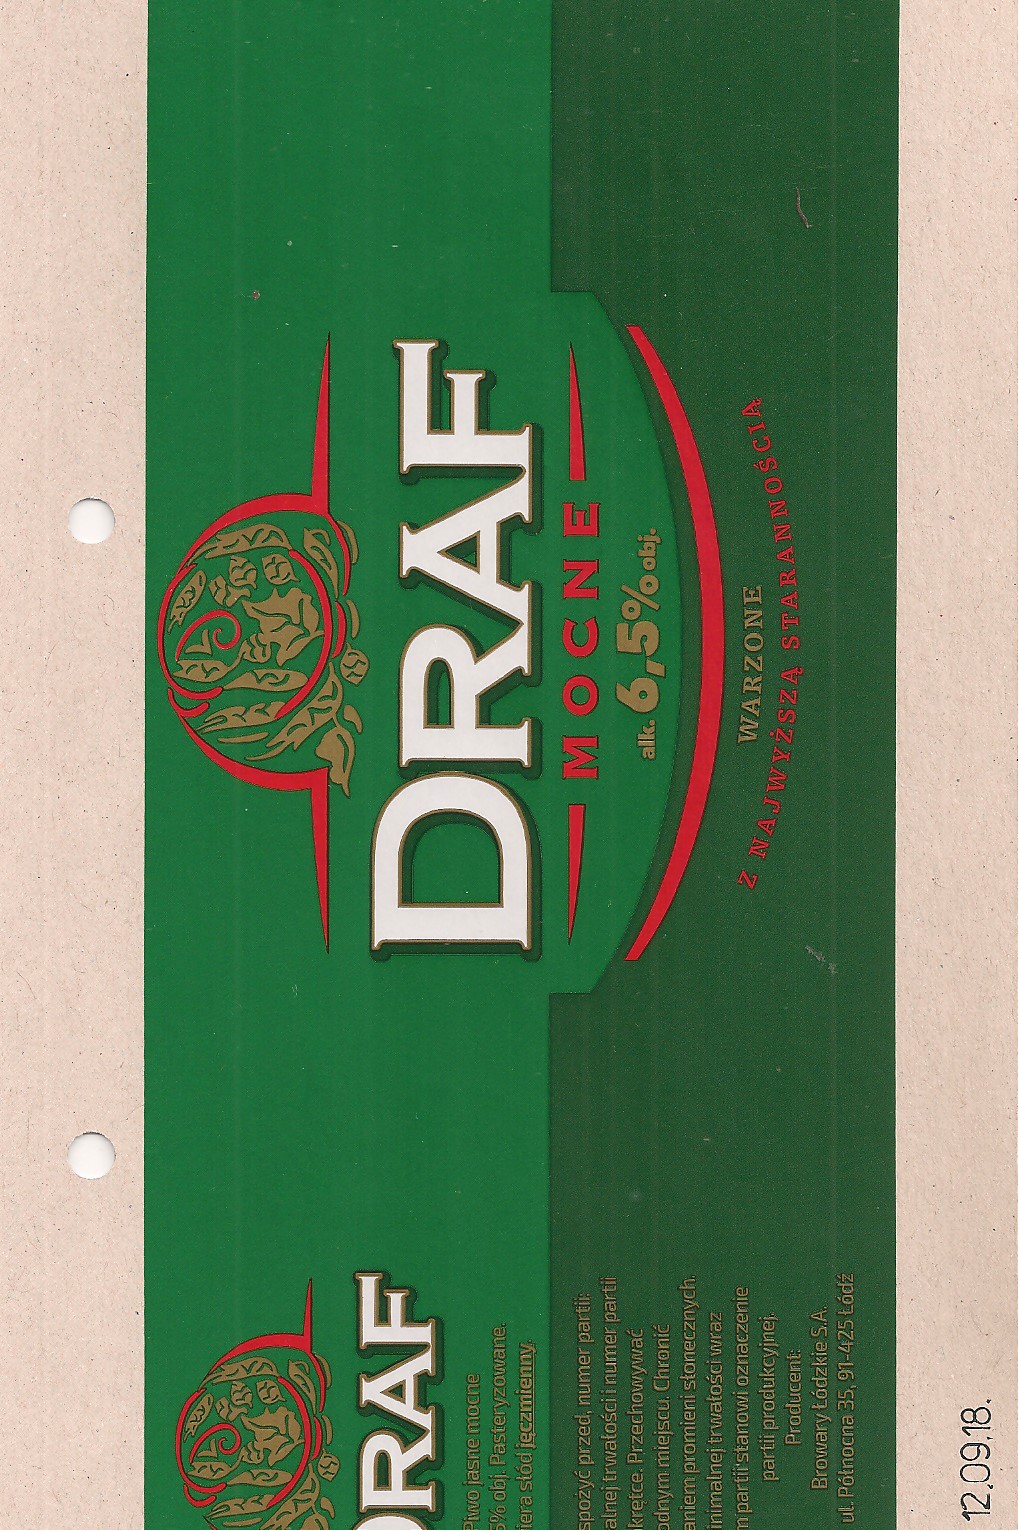 DRAF
MOCNE
alk. 6,5% obj.
WARZONE
Z NAJWYŻSZĄ STARANNOŚCIĄ
RAF
Piwo jasne mocne
5% obj. Pasteryzowane.
iera słód jęczmienny.
spożyć przed, numer partii:
alnej trwałości i numer partii
krętce. Przechowywać
odnym miejscu. Chronić
aniem promieni słonecznych.
inimalnej trwałości wraz
m partii stanowi oznaczenie
partii produkcyjnej.
Producent:
Browary Łódzkie S.A.
ul. Północna 35, 91-425 Łódź
12.09.18.